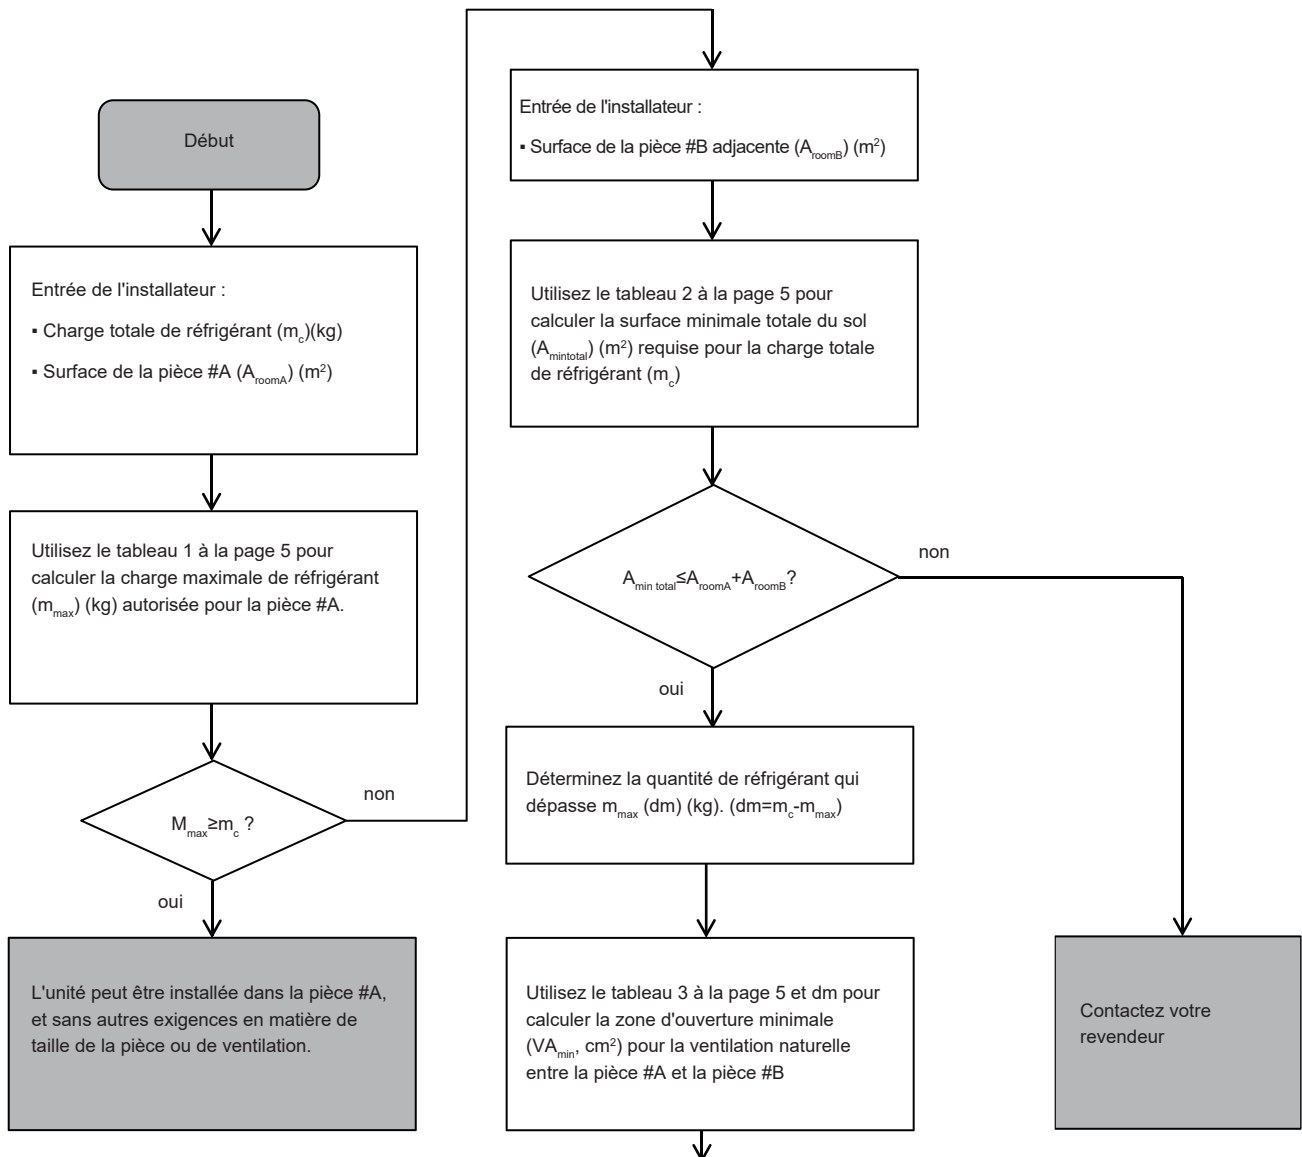 Début
Entrée de l'installateur :
▪ Charge totale de réfrigérant (mc)(kg)
▪ Surface de la pièce #A (AroomA) (m²)
Utilisez le tableau 1 à la page 5 pour
calculer la charge maximale de réfrigérant
(mmax) (kg) autorisée pour la pièce #A.
Mmax≥mc ?
non
oui
L'unité peut être installée dans la pièce #A,
et sans autres exigences en matière de
taille de la pièce ou de ventilation.
Entrée de l'installateur :
▪ Surface de la pièce #B adjacente (AroomB) (m²)
Utilisez le tableau 2 à la page 5 pour
calculer la surface minimale totale du sol
(Amintotal) (m²) requise pour la charge totale
de réfrigérant (mc)
Amin total≤AroomA+AroomB?
non
oui
Déterminez la quantité de réfrigérant qui
dépasse mmax (dm) (kg). (dm=mc-mmax)
Utilisez le tableau 3 à la page 5 et dm pour
calculer la zone d'ouverture minimale
(VAmin, cm²) pour la ventilation naturelle
entre la pièce #A et la pièce #B
Contactez votre
revendeur